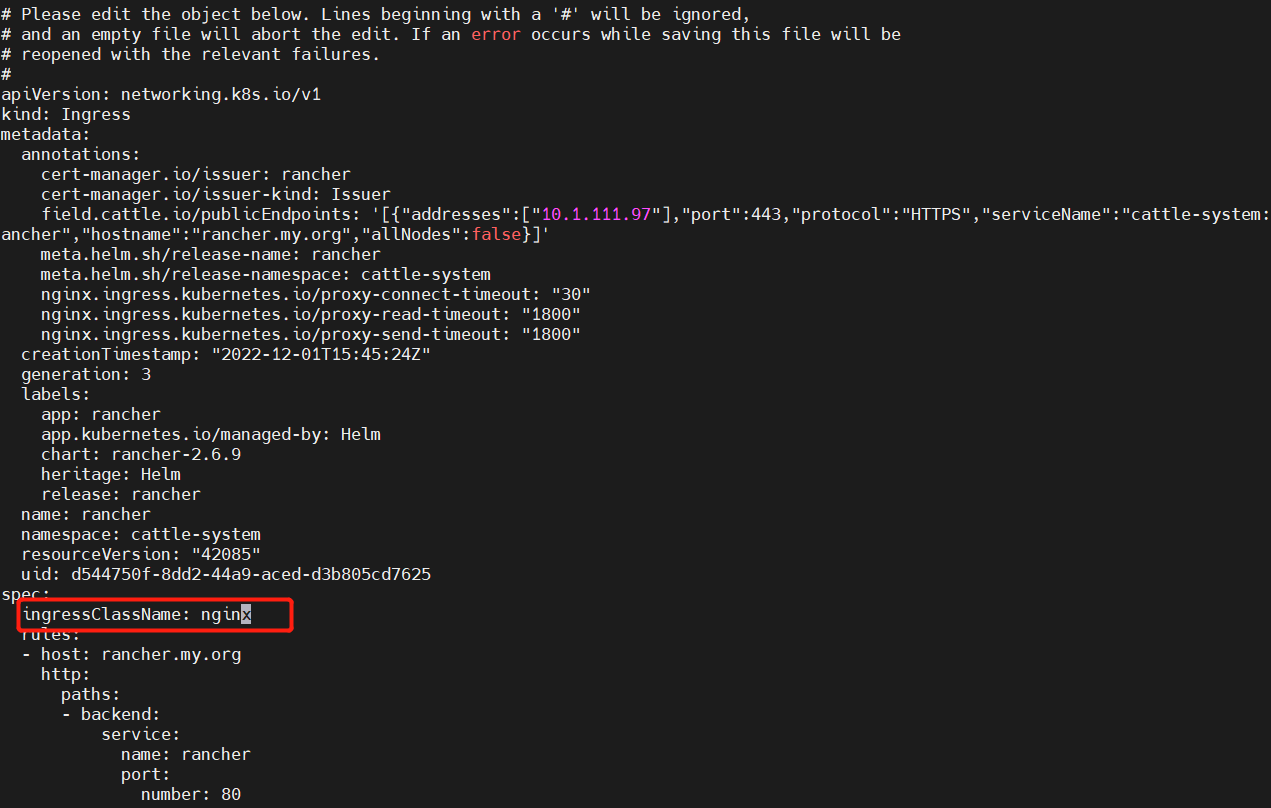 # Please edit the object below. Lines beginning with a '#' will be ignored,
# and an empty file will abort the edit. If an error occurs while saving this file will be
# reopened with the relevant failures.
#
apiVersion: networking.k8s.io/v1
kind: Ingress
metadata:
  annotations:
    cert-manager.io/issuer: rancher
    cert-manager.io/issuer-kind: Issuer
    field.cattle.io/publicEndpoints: '[{"addresses":["10.1.111.97"],"port":443,"protocol":"HTTPS","serviceName":"cattle-system:
ancher","hostname":"rancher.my.org","allNodes":false}]'
    meta.helm.sh/release-name: rancher
    meta.helm.sh/release-namespace: cattle-system
    nginx.ingress.kubernetes.io/proxy-connect-timeout: "30"
    nginx.ingress.kubernetes.io/proxy-read-timeout: "1800"
    nginx.ingress.kubernetes.io/proxy-send-timeout: "1800"
  creationTimestamp: "2022-12-01T15:45:24Z"
  generation: 3
  labels:
    app: rancher
    app.kubernetes.io/managed-by: Helm
    chart: rancher-2.6.9
    heritage: Helm
    release: rancher
  name: rancher
  namespace: cattle-system
  resourceVersion: "42085"
  uid: d544750f-8dd2-44a9-aced-d3b805cd7625
spec:
  ingressClassName: nginx
  rules:
  - host: rancher.my.org
    http:
      paths:
      - backend:
          service:
            name: rancher
            port:
              number: 80